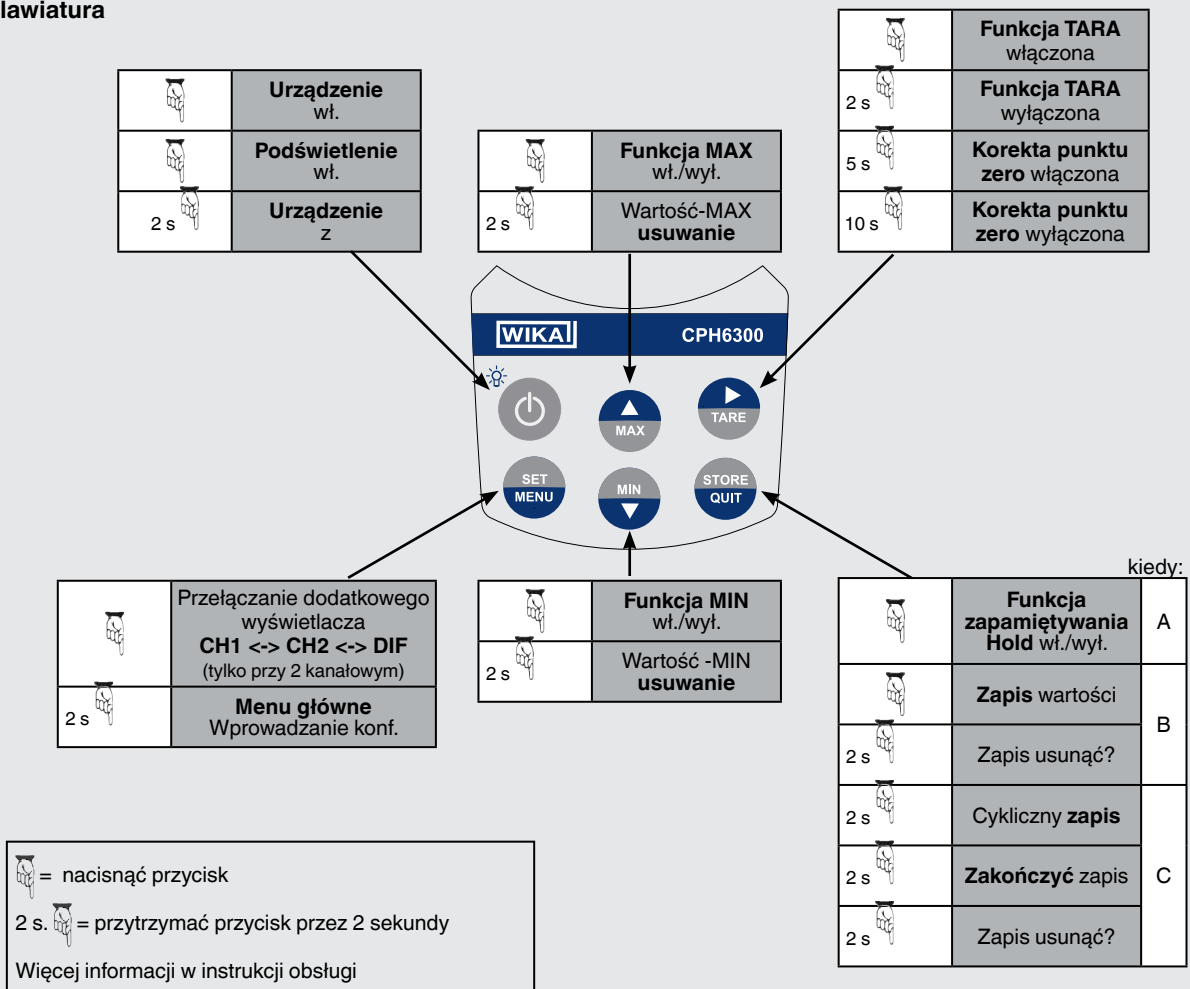 lawiatura
Urządzenie
wł.
Podświetlenie
wł.
2 s
Urządzenie
z
Funkcja MAX
wł./wył.
2 s
Wartość-MAX
usuwanie
Funkcja TARA
włączona
2 s
Funkcja TARA
wyłączona
5 s
Korekta punktu
zero włączona
10 s
Korekta punktu
zero wyłączona
WIKAI
CPH6300
MAX
TARE
SET
MENU
MIN
STORE
QUIT
Przełączanie dodatkowego
wyświetlacza
CH1 <-> CH2 <-> DIF
(tylko przy 2 kanałowym)
2 s
Menu główne
Wprowadzanie konf.
Funkcja MIN
wł./wył.
2 s
Wartość -MIN
usuwanie
kiedy:
Funkcja
zapamiętywania
Hold wł./wył.
A
Zapis wartości
B
2 s
Zapis usunąć?
2 s
Cykliczny zapis
2 s
Zakończyć zapis
C
2 s
Zapis usunąć?
= nacisnąć przycisk
2 s. = przytrzymać przycisk przez 2 sekundy
Więcej informacji w instrukcji obsługi